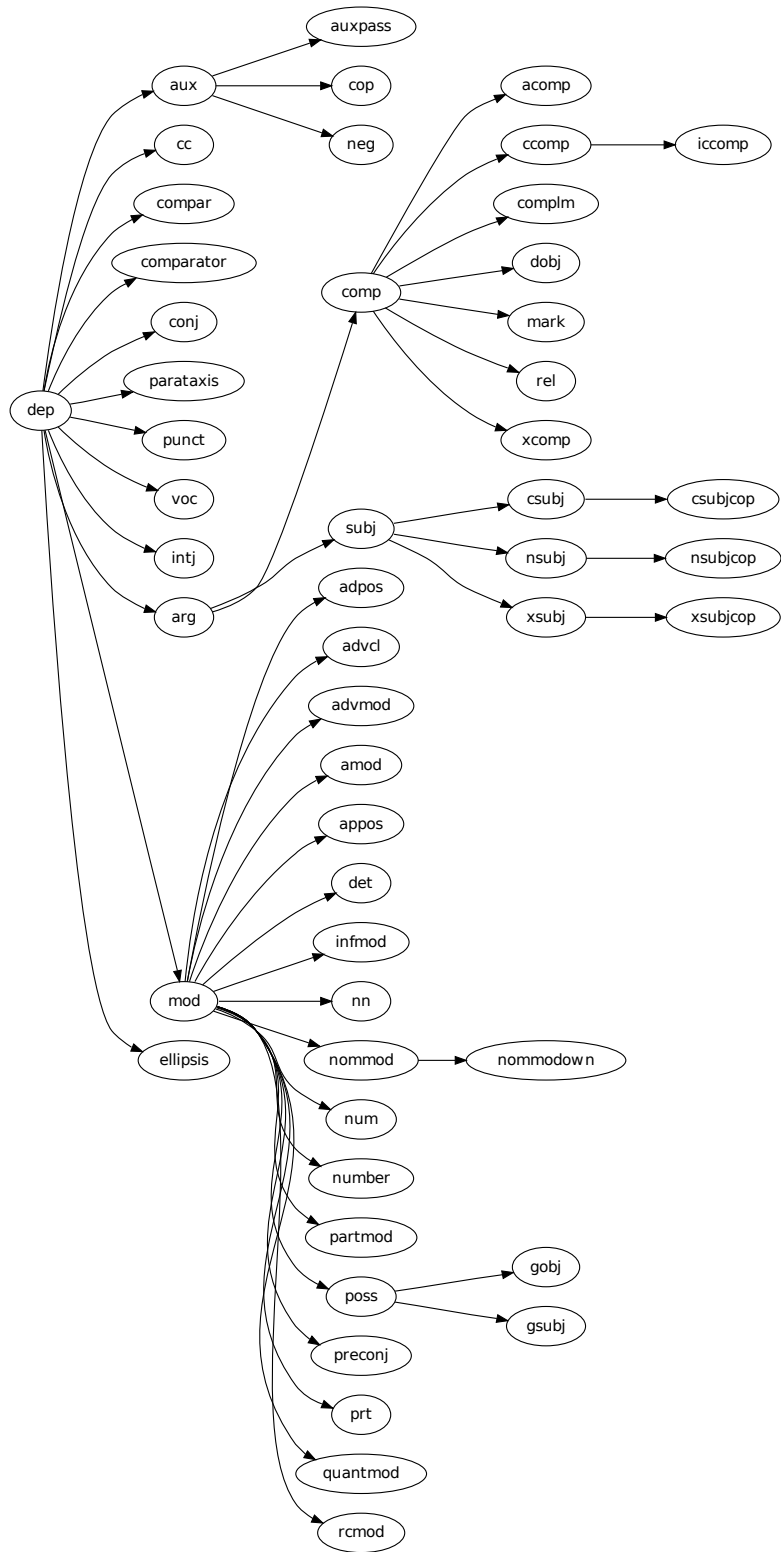 auxpass
aux
cop
acomp
cc
neg
ccomp
iccomp
compar
complm
comparator
dobj
comp
conj
mark
parataxis
rel
dep
punct
xcomp
voc
csubj
csubjcop
subj
intj
nsubj
nsubjcop
adpos
arg
xsubj
xsubjcop
advcl
advmod
amod
appos
det
infmod
mod
nn
ellipsis
nommod
nommodown
num
number
partmod
gobj
poss
gsubj
preconj
prt
quantmod
rcmod